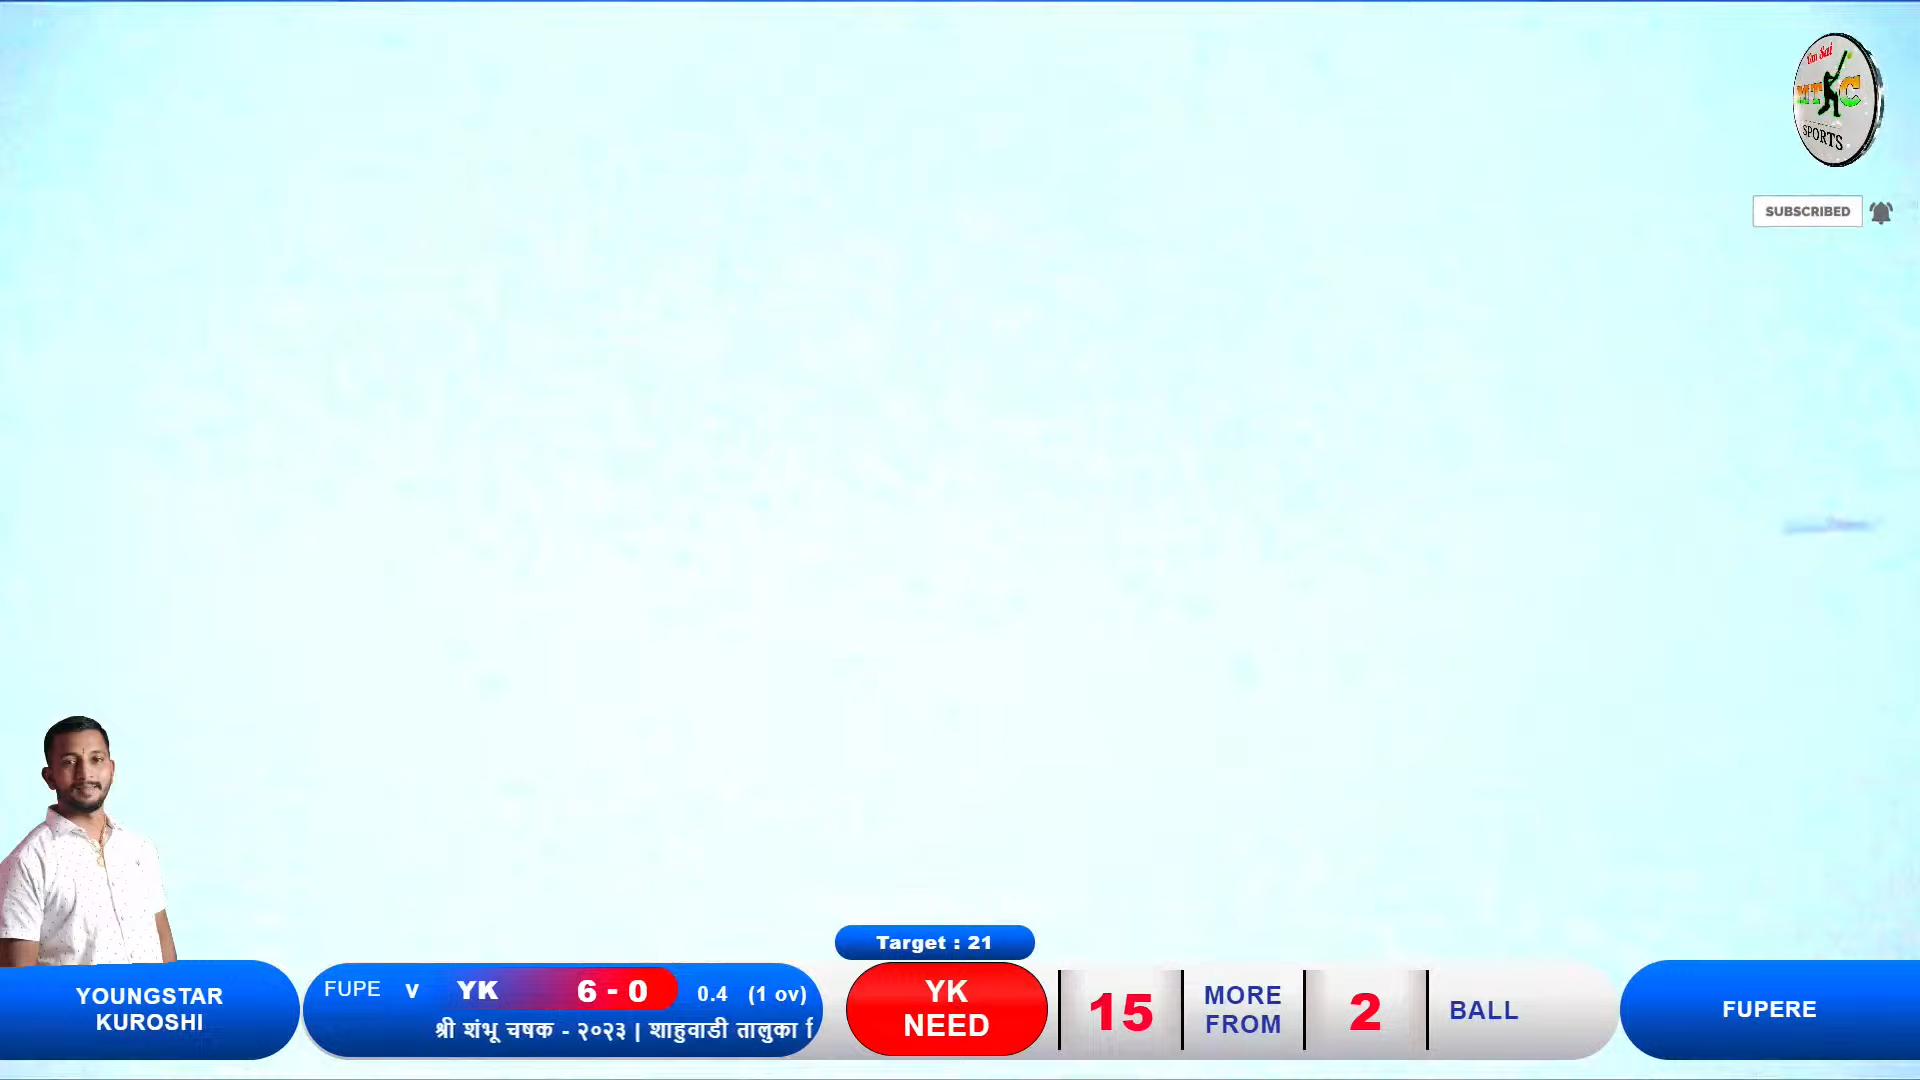 Om Sai
MTC
SPORTS
SUBSCRIBED
Target : 21
YOUNGSTAR
KUROSHI
FUPE v YK 6 - 0 0.4 (1 ov)
श्री शंभू चषक - २०२३ | शाहुवाडी तालुका
YK
NEED
15
MORE
FROM
2
BALL
FUPERE